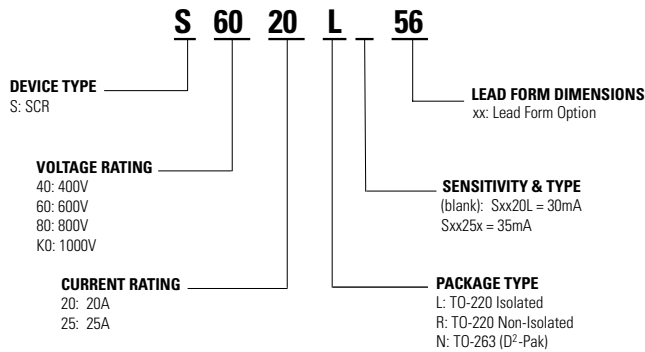 S 60 20 L _ 56
DEVICE TYPE
S: SCR
VOLTAGE RATING
40: 400V
60: 600V
80: 800V
K0: 1000V
CURRENT RATING
20: 20A
25: 25A
LEAD FORM DIMENSIONS
xx: Lead Form Option
SENSITIVITY & TYPE
(blank): Sxx20L = 30mA
Sxx25x = 35mA
PACKAGE TYPE
L: TO-220 Isolated
R: TO-220 Non-Isolated
N: TO-263 (D²-Pak)